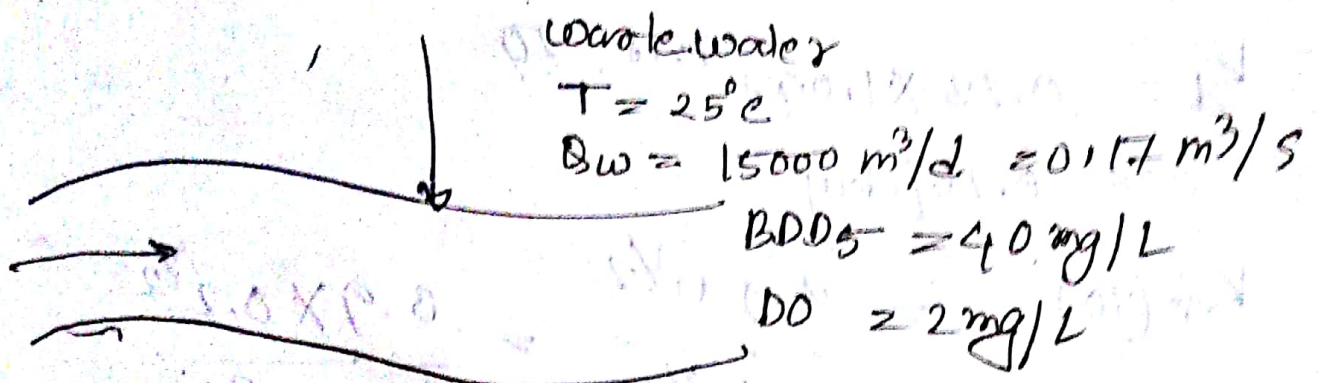 wastewater
T = 25°C
Qw = 15000 m³/d = 0.17 m³/s
BOD5 = 40 mg/L
DO = 2 mg/L